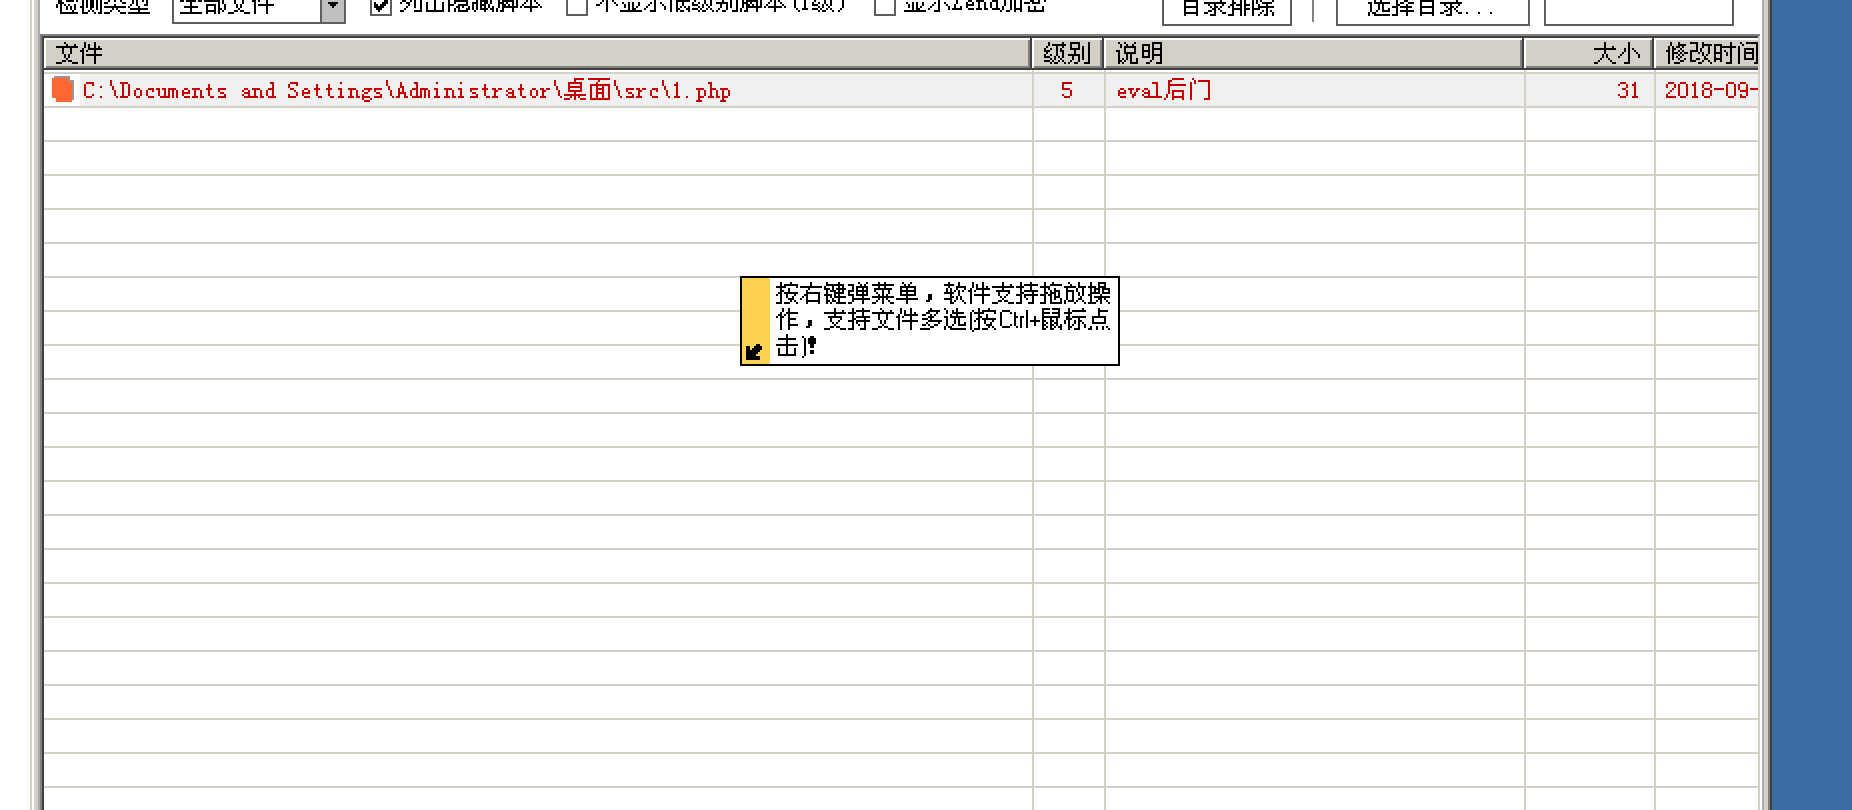 检测类型 全部文件 列出隐藏脚本 不显示低级别脚本(1级) 显示Zend加密 目录排除 选择目录...
文件 级别 说明 大小 修改时间
C:\Documents and Settings\Administrator\桌面\src\1.php 5 eval后门 31 2018-09-
按右键弹菜单，软件支持拖放操
作，支持文件多选(按Ctrl+鼠标点
击)!